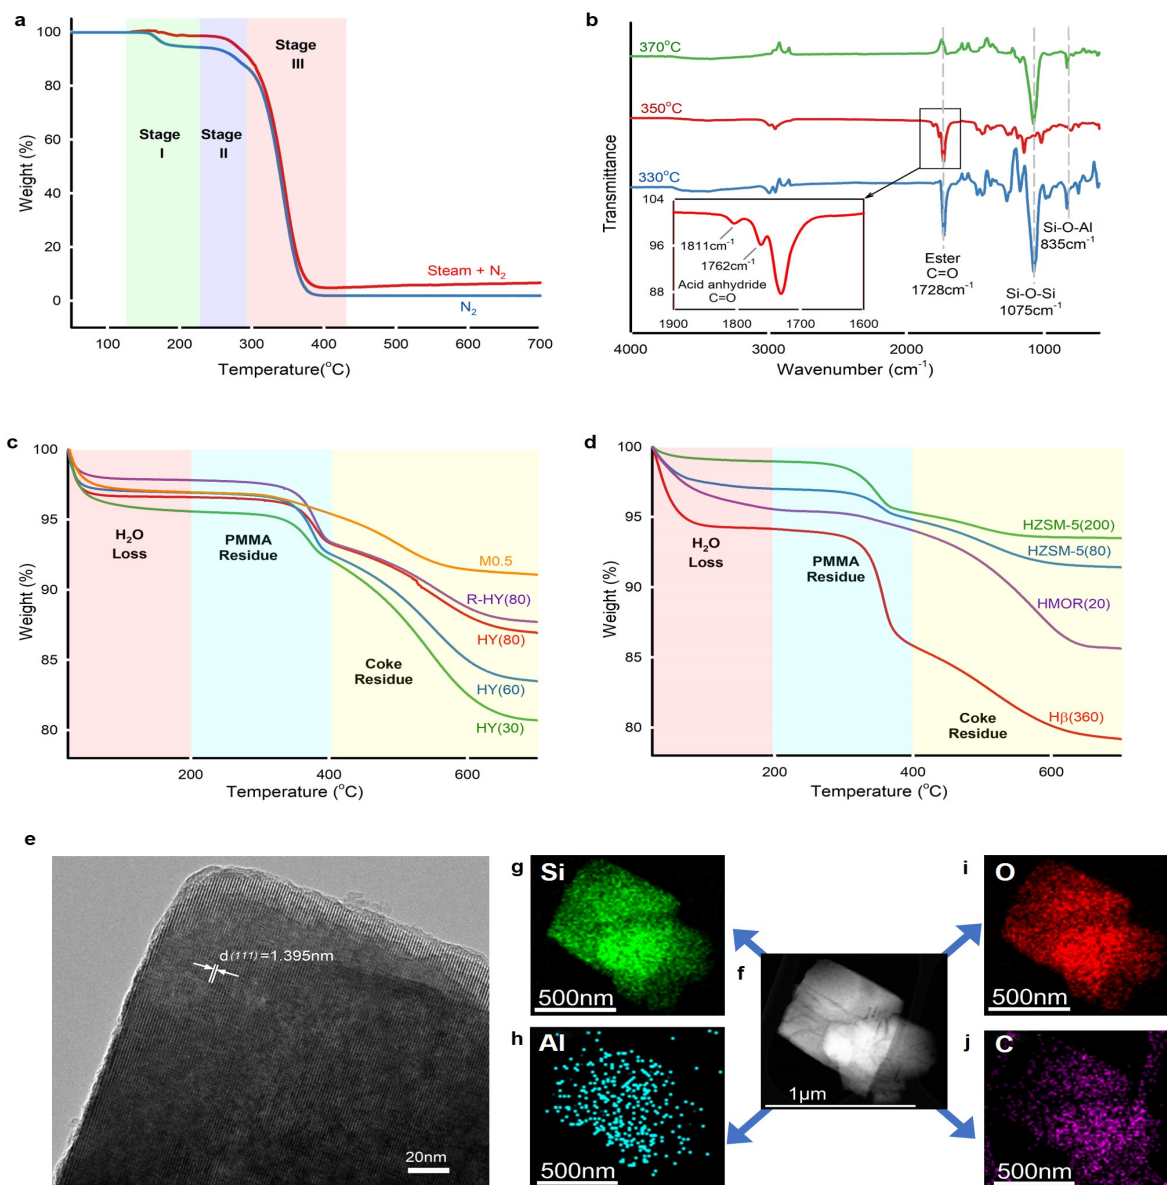 a
100
80
60
40
20
0
Weight (%)
Stage
I
Stage
II
Stage
III
Steam + N₂
N₂
100
200
300
400
500
600
700
Temperature(°C)
b
370°C
350°C
330°C
Transmittance
104
96
88
1811cm⁻¹
1762cm⁻¹
Acid anhydride
C=O
1900
1800
1700
1600
Ester
C=O
1728cm⁻¹
Si-O-Si
1075cm⁻¹
Si-O-Al
835cm⁻¹
4000
3000
2000
1000
Wavenumber (cm⁻¹)
c
100
95
90
85
80
Weight (%)
H₂O
Loss
PMMA
Residue
Coke
Residue
M0.5
R-HY(80)
HY(80)
HY(60)
HY(30)
200
400
600
Temperature (°C)
d
100
95
90
85
80
Weight (%)
H₂O
Loss
PMMA
Residue
Coke
Residue
HZSM-5(200)
HZSM-5(80)
HMOR(20)
Hβ(360)
200
400
600
Temperature (°C)
e
d(111)=1.395nm
20nm
g
Si
500nm
h
Al
500nm
f
1μm
i
O
500nm
j
C
500nm